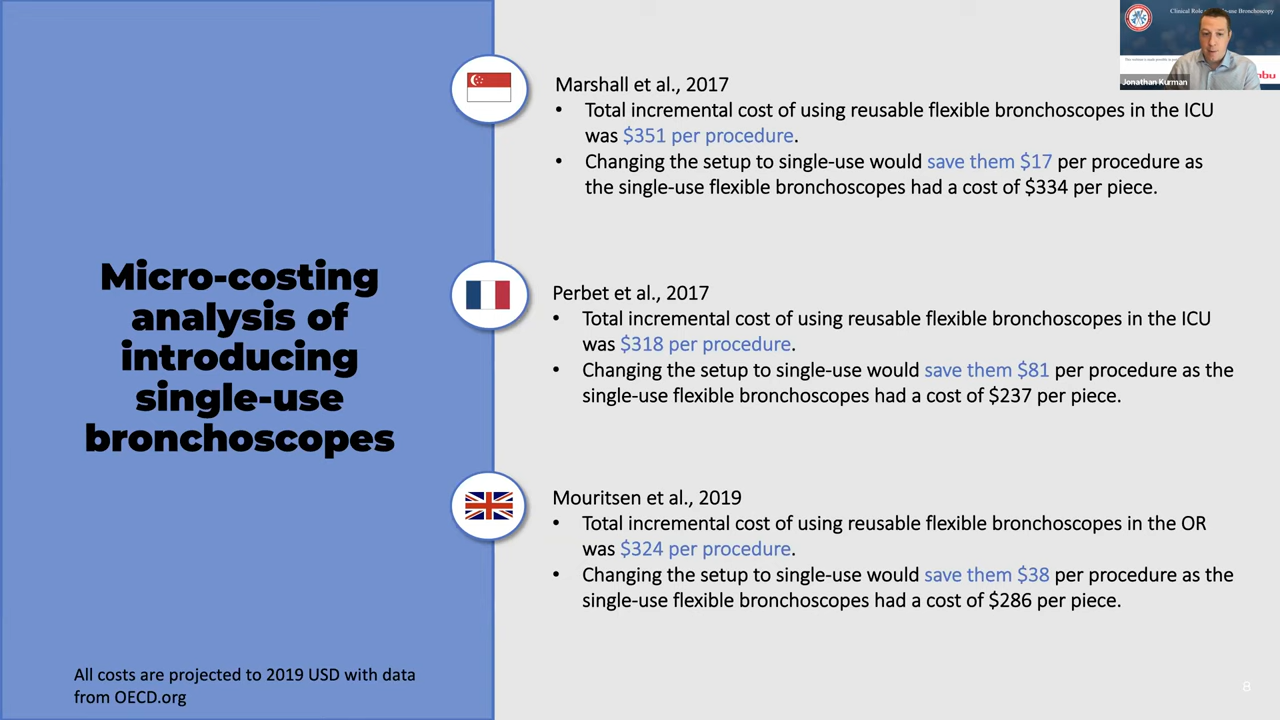 Micro-costing
analysis of
introducing
single-use
bronchoscopes
All costs are projected to 2019 USD with data
from OECD.org
Marshall et al., 2017
• Total incremental cost of using reusable flexible bronchoscopes in the ICU
was $351 per procedure.
• Changing the setup to single-use would save them $17 per procedure as
the single-use flexible bronchoscopes had a cost of $334 per piece.
Perbet et al., 2017
• Total incremental cost of using reusable flexible bronchoscopes in the ICU
was $318 per procedure.
• Changing the setup to single-use would save them $81 per procedure as the
single-use flexible bronchoscopes had a cost of $237 per piece.
Mouritsen et al., 2019
• Total incremental cost of using reusable flexible bronchoscopes in the OR
was $324 per procedure.
• Changing the setup to single-use would save them $38 per procedure as the
single-use flexible bronchoscopes had a cost of $286 per piece.
8
Clinical Role Bronchoscopy
Jonathan Kurman